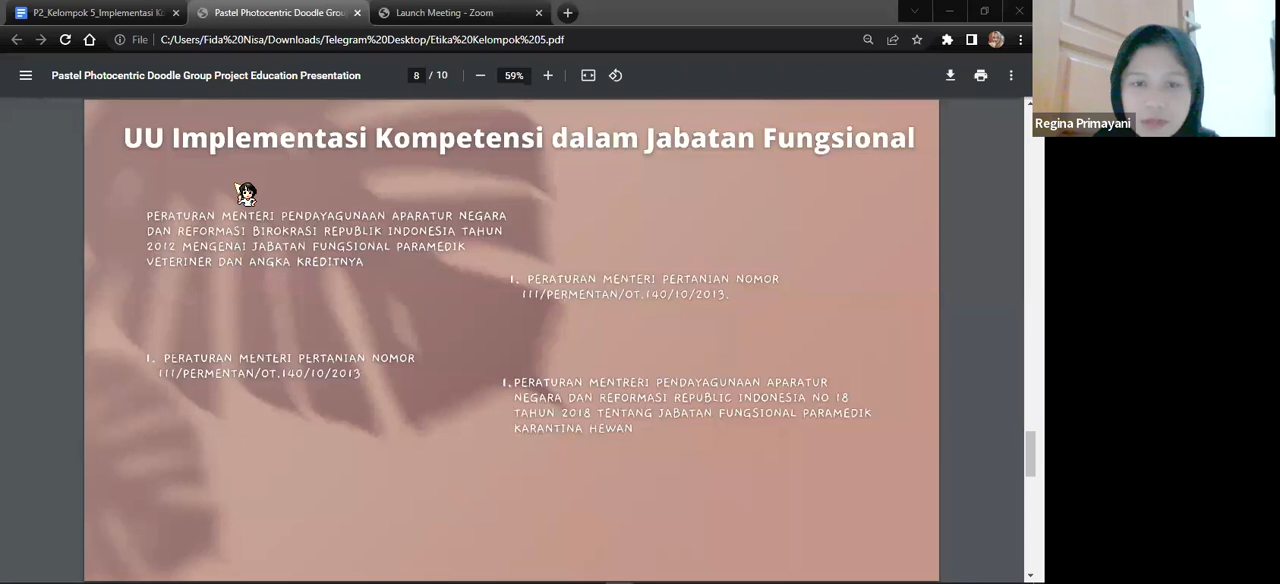 P2_Kelompok 5_Implementasi Ko
Pastel Photocentric Doodle Grou
Launch Meeting - Zoom
File
C:/Users/Fida%20Nisa/Downloads/Telegram%20Desktop/Etika%20Kelompok%205.pdf
Pastel Photocentric Doodle Group Project Education Presentation
8 / 10
59%
Regina Primayani
UU Implementasi Kompetensi dalam Jabatan Fungsional
PERATURAN MENTERI PENDAYAGUNAAN APARATUR NEGARA
DAN REFORMASI BIROKRASI REPUBLIK INDONESIA TAHUN
2012 MENGENAI JABATAN FUNGSIONAL PARAMEDIK
VETERINER DAN ANGKA KREDITNYA
1. PERATURAN MENTERI PERTANIAN NOMOR
111/PERMENTAN/OT.140/10/2013.
1. PERATURAN MENTERI PERTANIAN NOMOR
111/PERMENTAN/OT.140/10/2013
1. PERATURAN MENTRERI PENDAYAGUNAAN APARATUR
NEGARA DAN REFORMASI REPUBLIC INDONESIA NO 18
TAHUN 2018 TENTANG JABATAN FUNGSIONAL PARAMEDIK
KARANTINA HEWAN